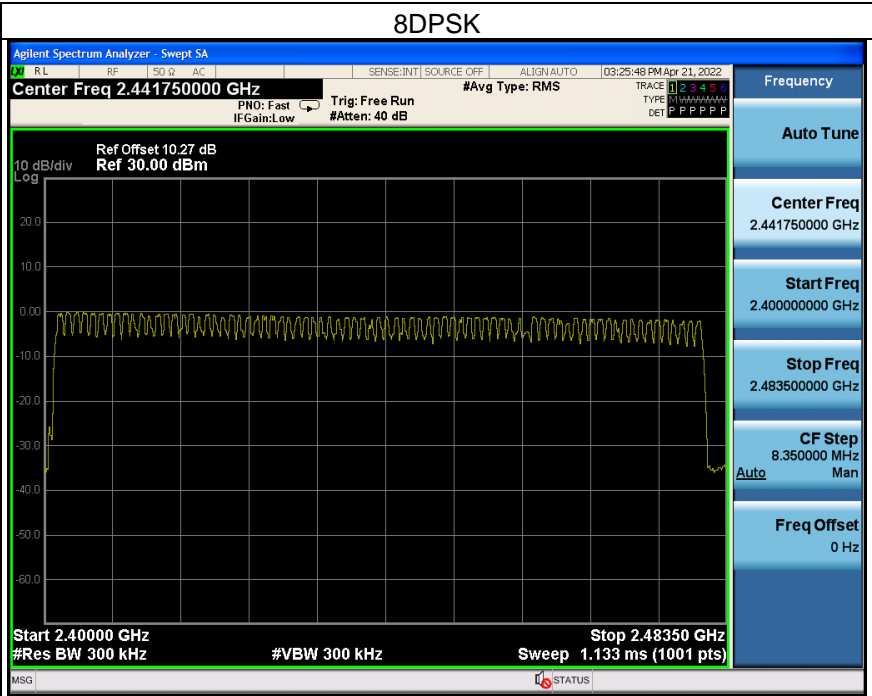 8DPSK
Agilent Spectrum Analyzer - Swept SA
LXI RL RF 50 Ω AC SENSE:INT SOURCE OFF ALIGNAUTO 03:25:48 PM Apr 21, 2022
Center Freq 2.441750000 GHz #Avg Type: RMS TRACE 1 2 3 4 5 6
PNO: Fast Trig: Free Run TYPE M WWWWW
IFGain:Low #Atten: 40 dB DET P P P P P P
Ref Offset 10.27 dB
10 dB/div Ref 30.00 dBm
Log
20.0
10.0
0.00
-10.0
-20.0
-30.0
-40.0
-50.0
-60.0
Start 2.40000 GHz Stop 2.48350 GHz
#Res BW 300 kHz #VBW 300 kHz Sweep 1.133 ms (1001 pts)
MSG STATUS
Frequency
Auto Tune
Center Freq
2.441750000 GHz
Start Freq
2.400000000 GHz
Stop Freq
2.483500000 GHz
CF Step
8.350000 MHz
Auto Man
Freq Offset
0 Hz